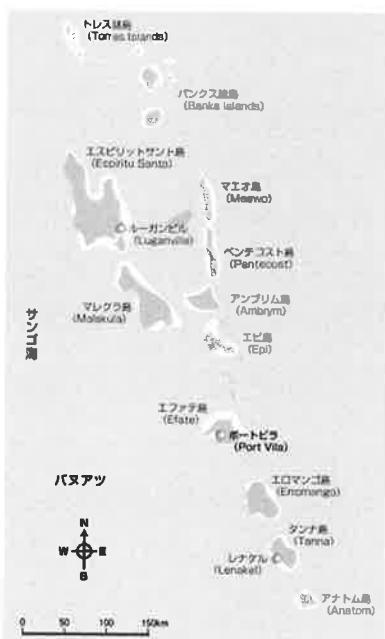 トレス諸島
(Torres Islands)
バンクス諸島
(Banks Islands)
エスピリットサント島
(Espiritu Santo)
マエオ島
(Maewo)
ルーガンビル
(Luganville)
ペンテコスト島
(Pentecost)
アンブリム島
(Ambrym)
マレクラ島
(Malakula)
エピ島
(Epi)
サンゴ海
エファテ島
(Efate)
ポートビラ
(Port Vila)
バヌアツ
エロマンゴ島
(Erromango)
タンナ島
(Tanna)
レナケル
(Lenakel)
アナトム島
(Anatom)
N
W E
S
0 50 100 150km